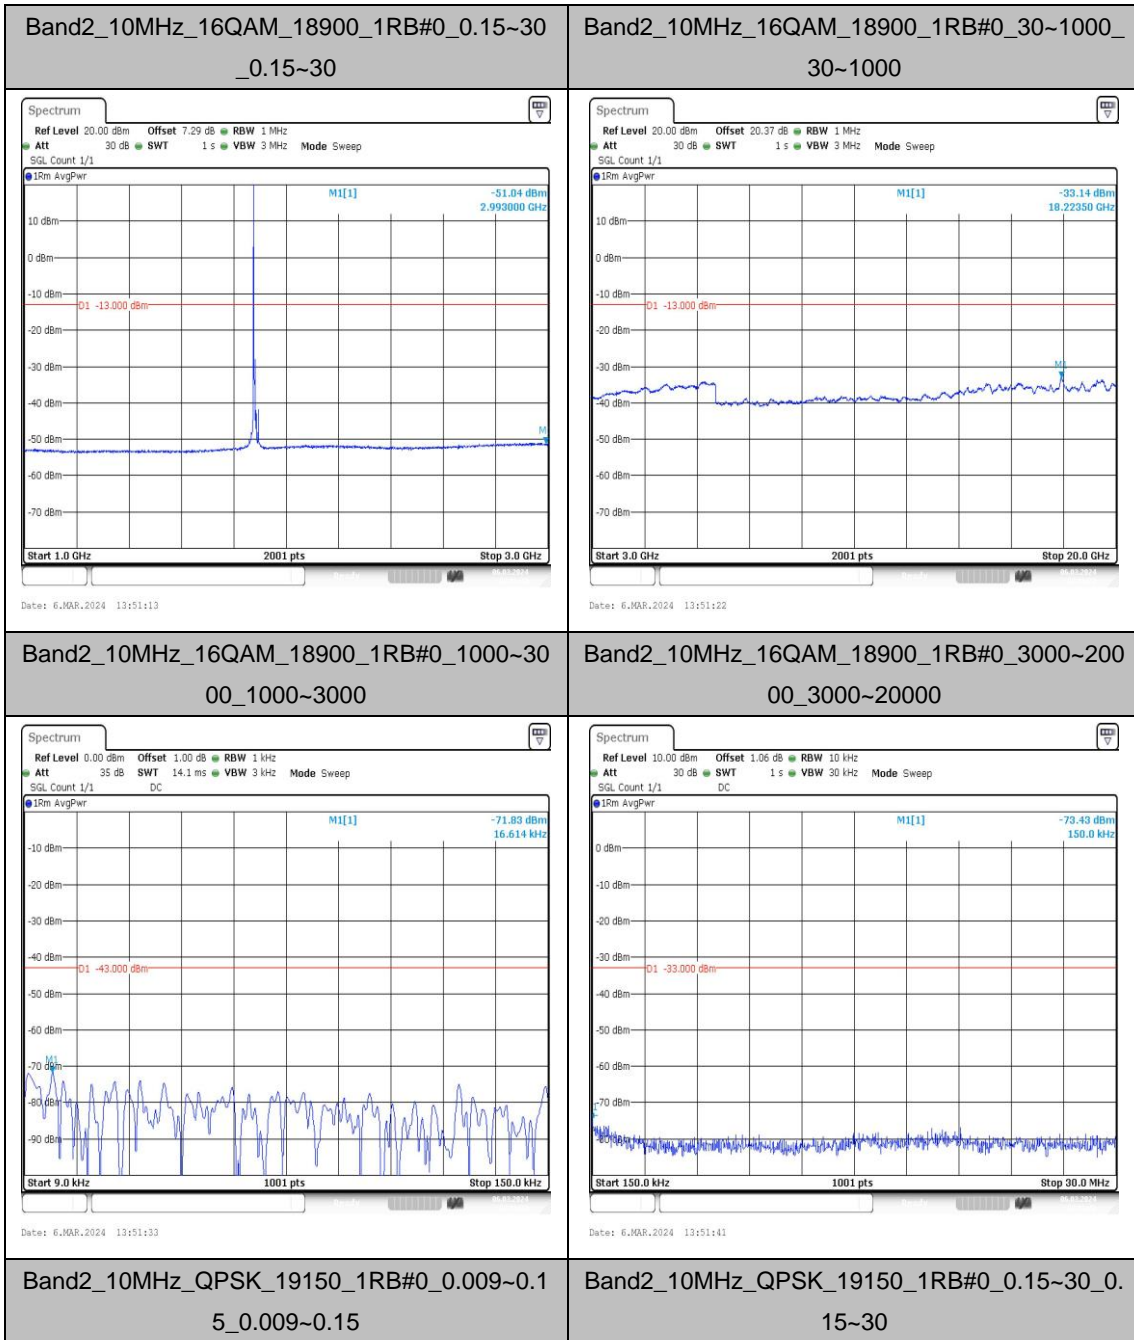 Band2_10MHz_16QAM_18900_1RB#0_0.15~30
_0.15~30
Band2_10MHz_16QAM_18900_1RB#0_30~1000_
30~1000
Spectrum
Ref Level 20.00 dBm Offset 7.29 dB RBW 1 MHz
Att 30 dB SWT 1 s VBW 3 MHz Mode Sweep
SGL Count 1/1
1Rm AvgPwr
M1[1] -51.04 dBm
2.993000 GHz
10 dBm
0 dBm
-10 dBm
D1 -13.000 dBm
-20 dBm
-30 dBm
-40 dBm
-50 dBm
-60 dBm
-70 dBm
Start 1.0 GHz 2001 pts Stop 3.0 GHz
Date: 6.MAR.2024 13:51:13
Spectrum
Ref Level 20.00 dBm Offset 20.37 dB RBW 1 MHz
Att 30 dB SWT 1 s VBW 3 MHz Mode Sweep
SGL Count 1/1
1Rm AvgPwr
M1[1] -33.14 dBm
18.22350 GHz
10 dBm
0 dBm
-10 dBm
D1 -13.000 dBm
-20 dBm
-30 dBm
M1
-40 dBm
-50 dBm
-60 dBm
-70 dBm
Start 3.0 GHz 2001 pts Stop 20.0 GHz
Date: 6.MAR.2024 13:51:22
Band2_10MHz_16QAM_18900_1RB#0_1000~30
00_1000~3000
Band2_10MHz_16QAM_18900_1RB#0_3000~200
00_3000~20000
Spectrum
Ref Level 0.00 dBm Offset 1.00 dB RBW 1 kHz
Att 35 dB SWT 14.1 ms VBW 3 kHz Mode Sweep
SGL Count 1/1 DC
1Rm AvgPwr
M1[1] -71.83 dBm
16.614 kHz
-10 dBm
-20 dBm
-30 dBm
-40 dBm
D1 -43.000 dBm
-50 dBm
-60 dBm
M1
-70 dBm
-80 dBm
-90 dBm
Start 9.0 kHz 1001 pts Stop 150.0 kHz
Date: 6.MAR.2024 13:51:33
Spectrum
Ref Level 10.00 dBm Offset 1.06 dB RBW 10 kHz
Att 30 dB SWT 1 s VBW 30 kHz Mode Sweep
SGL Count 1/1 DC
1Rm AvgPwr
M1[1] -73.43 dBm
150.0 kHz
0 dBm
-10 dBm
-20 dBm
-30 dBm
D1 -33.000 dBm
-40 dBm
-50 dBm
-60 dBm
-70 dBm
-80 dBm
Start 150.0 kHz 1001 pts Stop 30.0 MHz
Date: 6.MAR.2024 13:51:41
Band2_10MHz_QPSK_19150_1RB#0_0.009~0.1
5_0.009~0.15
Band2_10MHz_QPSK_19150_1RB#0_0.15~30_0.
15~30